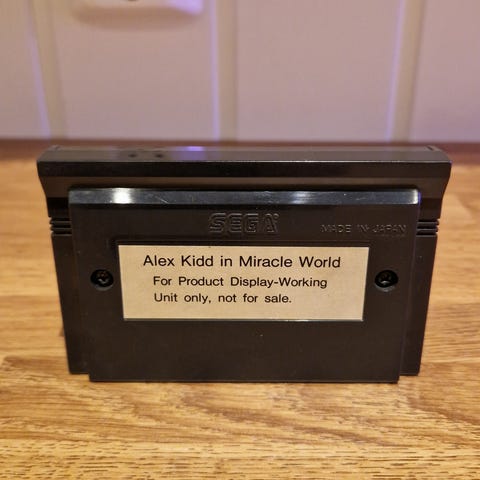 SEGA
MADE IN JAPAN
Alex Kidd in Miracle World
For Product Display-Working
Unit only, not for sale.